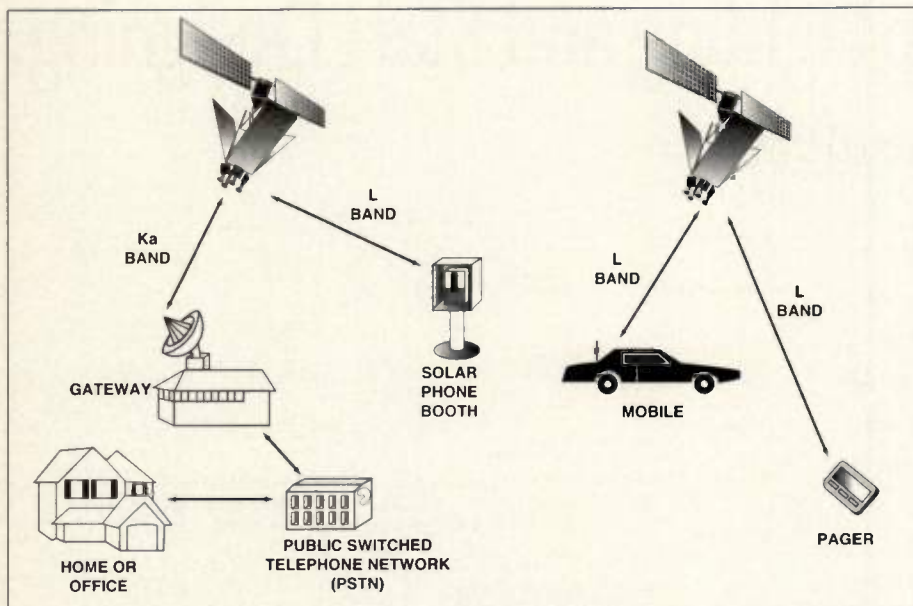 L
BAND
Ka
BAND
L
BAND
L
BAND
GATEWAY
SOLAR
PHONE
BOOTH
MOBILE
PAGER
HOME OR
OFFICE
PUBLIC SWITCHED
TELEPHONE NETWORK
(PSTN)